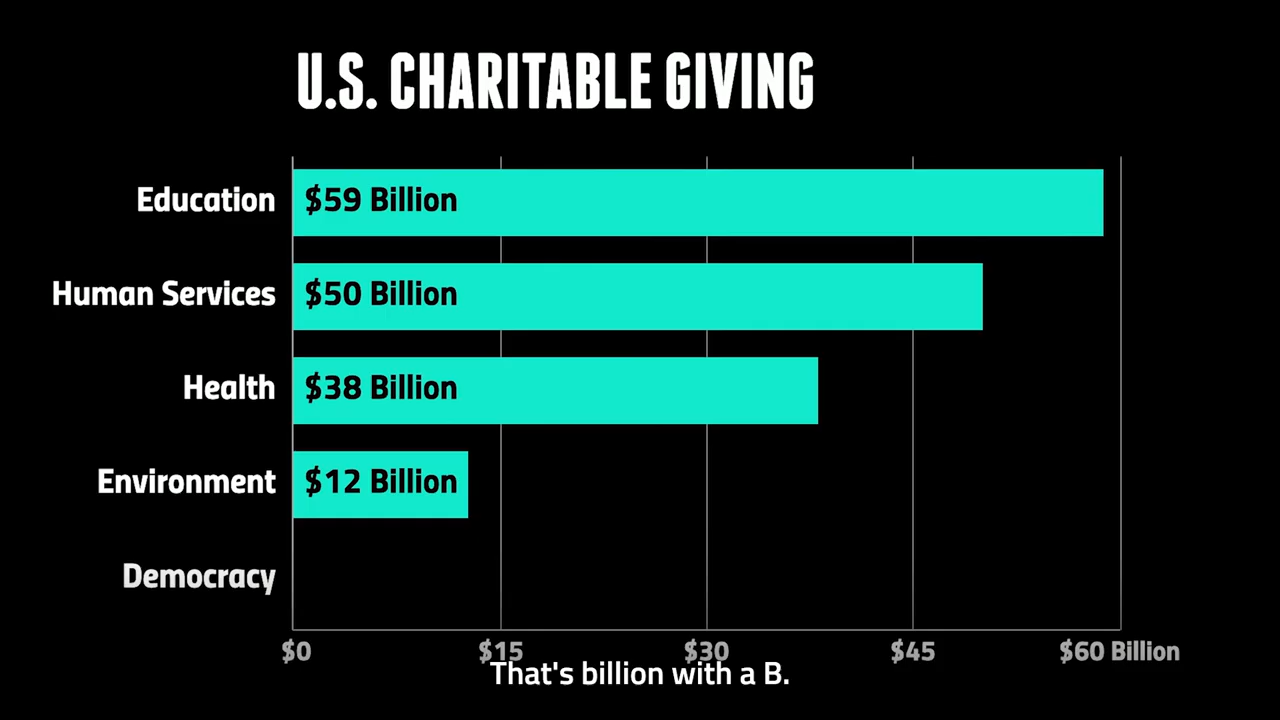 U.S. CHARITABLE GIVING
Education $59 Billion
Human Services $50 Billion
Health $38 Billion
Environment $12 Billion
Democracy
$0 $15 $30 $45 $60 Billion
That's billion with a B.